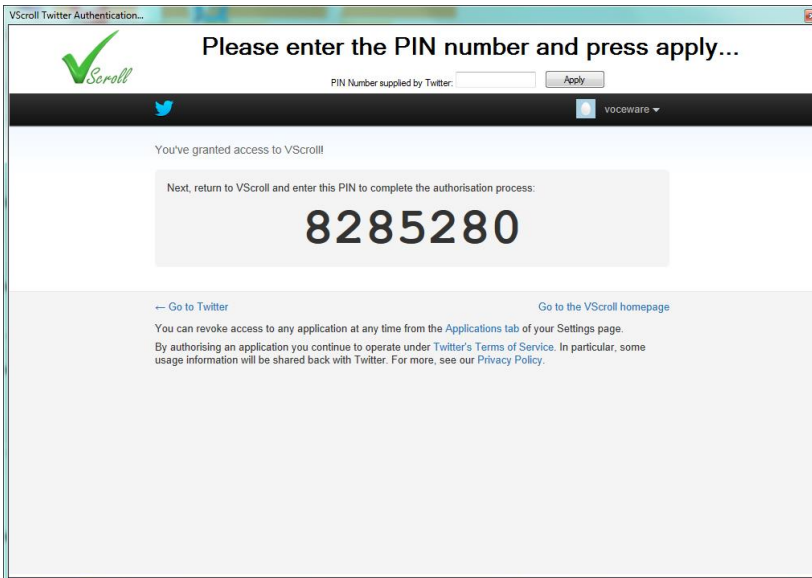 VScroll Twitter Authentication...
Please enter the PIN number and press apply...
VScroll
PIN Number supplied by Twitter:
Apply
voceware
You've granted access to VScroll!
Next, return to VScroll and enter this PIN to complete the authorisation process:
8285280
← Go to Twitter
Go to the VScroll homepage
You can revoke access to any application at any time from the Applications tab of your Settings page.
By authorising an application you continue to operate under Twitter's Terms of Service. In particular, some
usage information will be shared back with Twitter. For more, see our Privacy Policy.